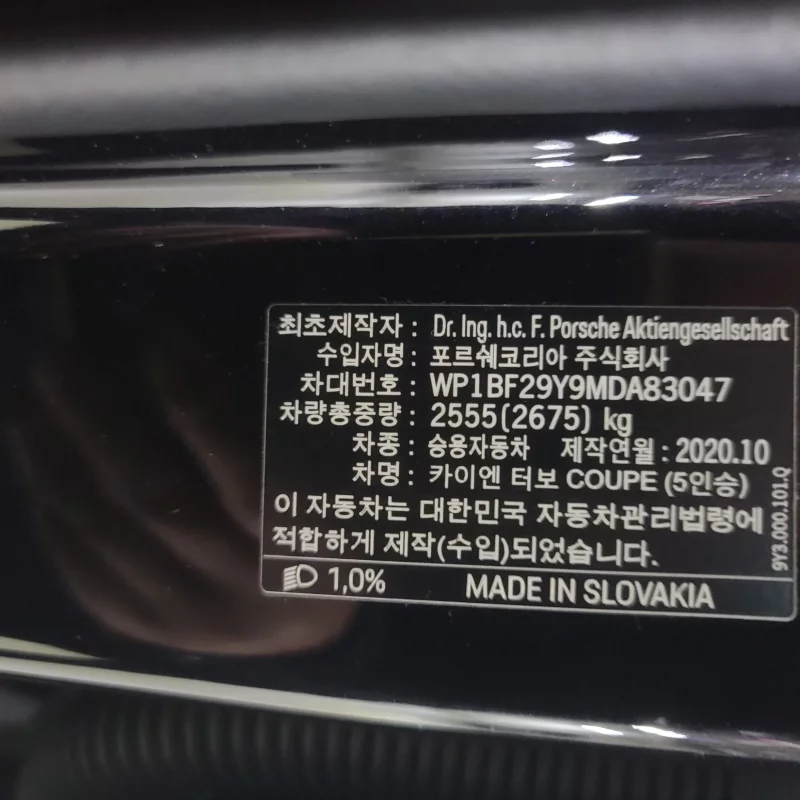 최초제작자 : Dr. Ing. h.c. F. Porsche Aktiengesellschaft
수입자명 : 포르쉐코리아 주식회사
차대번호 : WP1BF29Y9MDA83047
차량총중량 : 2555(2675) kg
차종 : 승용자동차 제작연월 : 2020.10
차명 : 카이엔 터보 COUPE (5인승)
이 자동차는 대한민국 자동차관리법령에
적합하게 제작(수입)되었습니다.
1,0% MADE IN SLOVAKIA
9Y3.000.101.Q